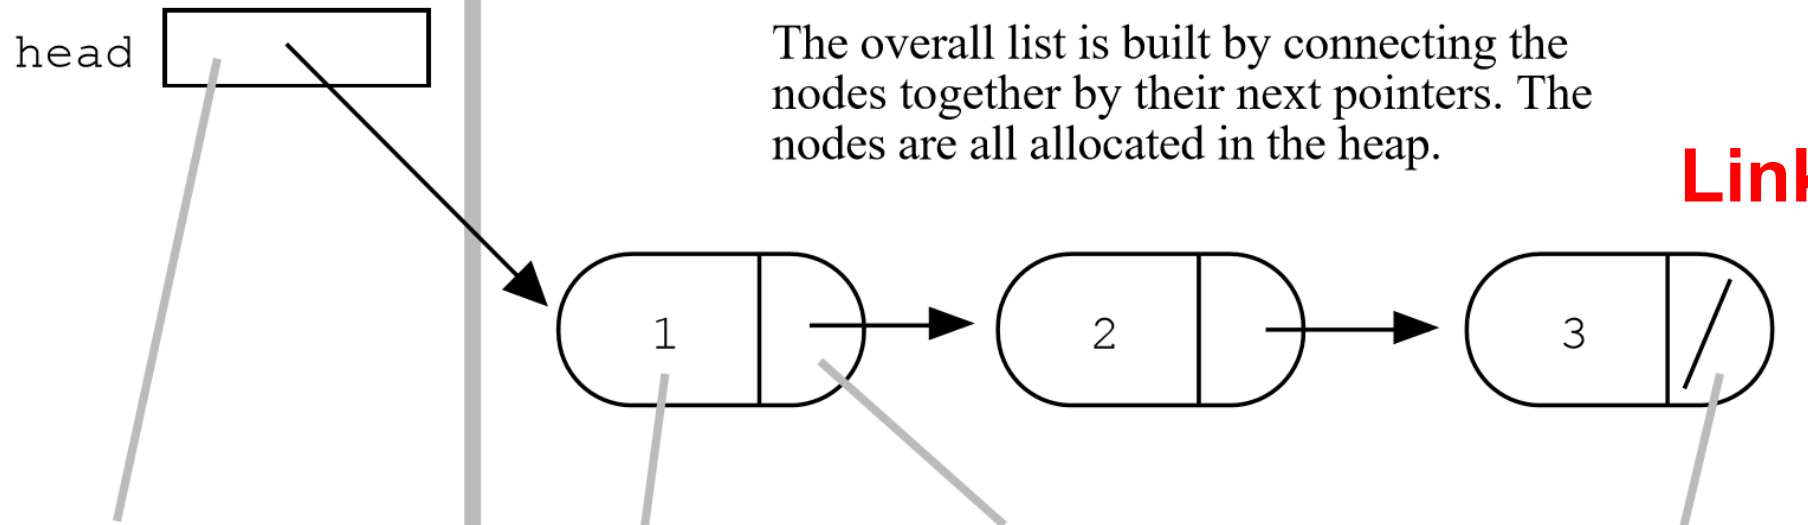 head
The overall list is built by connecting the
nodes together by their next pointers. The
nodes are all allocated in the heap.
Link
1
2
3